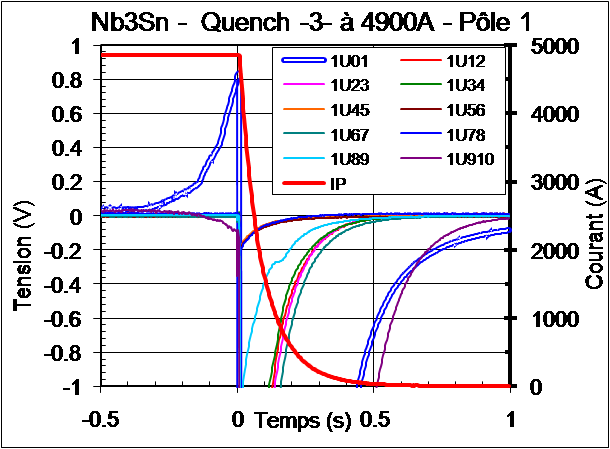 Nb3Sn - Quench -3- à 4900A - Pôle 1
1 5000
1U01 1U12
0.8
1U23 1U34
0.6 4000
1U45 1U56
0.4
1U67 1U78
0.2 3000
1U89 1U910
IP
Tension (V)
0
-0.2 2000
-0.4
-0.6 1000
-0.8
-1 0
Courant (A)
-0.5 0 Temps (s) 0.5 1